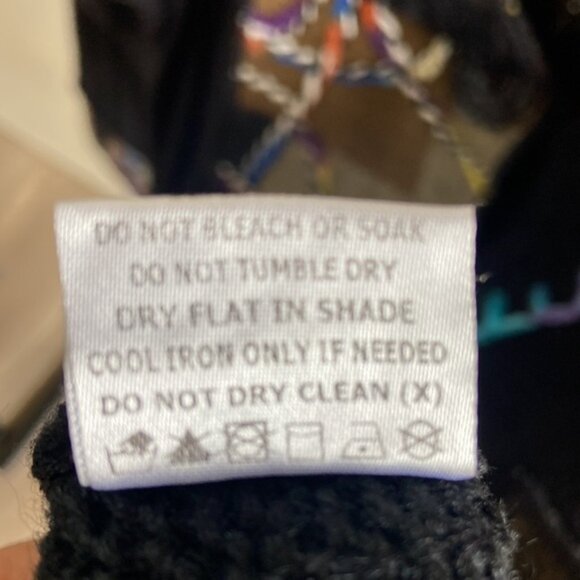 DO NOT BLEACH OR SOAK
DO NOT TUMBLE DRY
DRY FLAT IN SHADE
COOL IRON ONLY IF NEEDED
DO NOT DRY CLEAN (X)